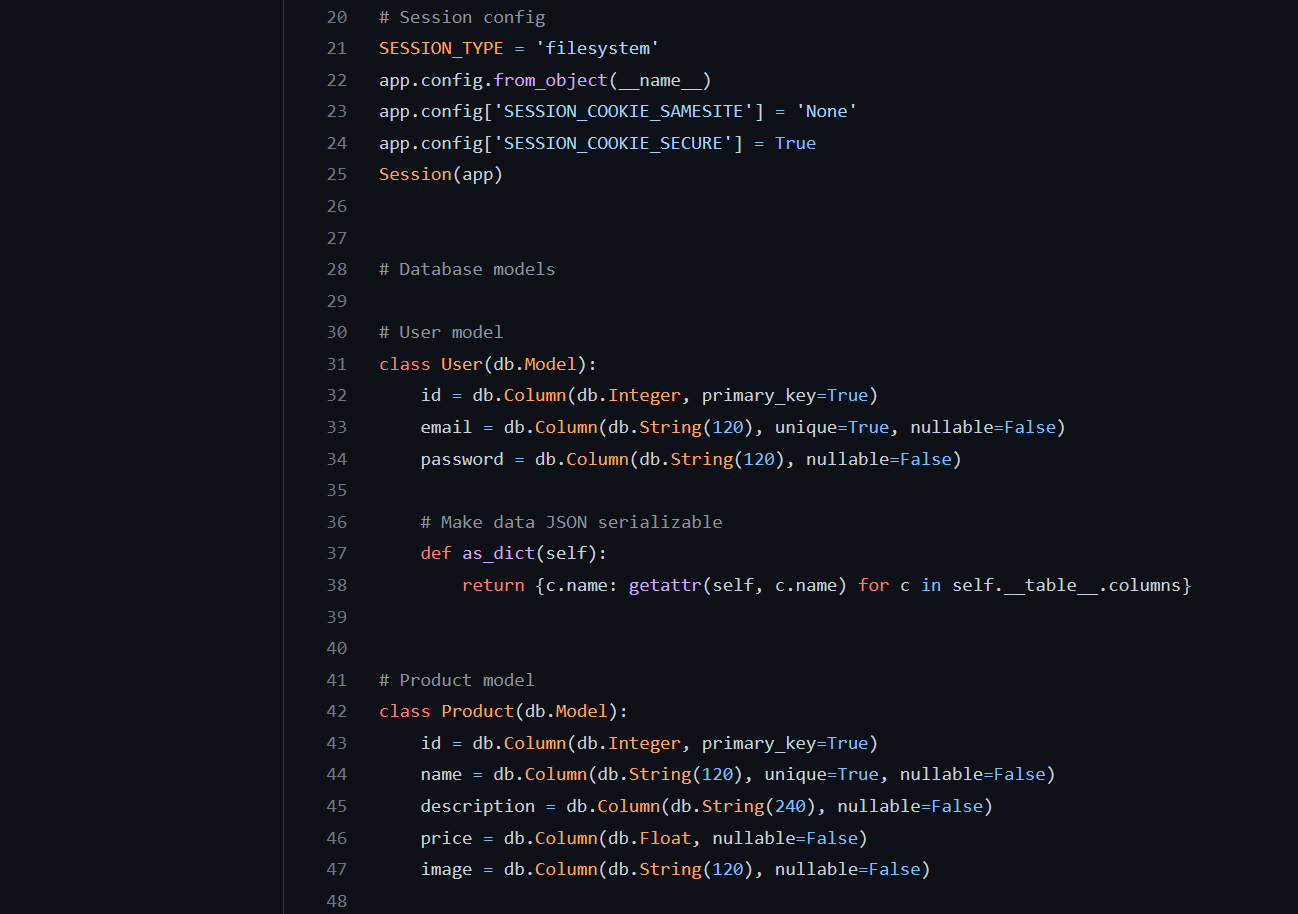 20 # Session config
21 SESSION_TYPE = 'filesystem'
22 app.config.from_object(__name__)
23 app.config['SESSION_COOKIE_SAMESITE'] = 'None'
24 app.config['SESSION_COOKIE_SECURE'] = True
25 Session(app)
26
27
28 # Database models
29
30 # User model
31 class User(db.Model):
32     id = db.Column(db.Integer, primary_key=True)
33     email = db.Column(db.String(120), unique=True, nullable=False)
34     password = db.Column(db.String(120), nullable=False)
35
36     # Make data JSON serializable
37     def as_dict(self):
38         return {c.name: getattr(self, c.name) for c in self.__table__.columns}
39
40
41 # Product model
42 class Product(db.Model):
43     id = db.Column(db.Integer, primary_key=True)
44     name = db.Column(db.String(120), unique=True, nullable=False)
45     description = db.Column(db.String(240), nullable=False)
46     price = db.Column(db.Float, nullable=False)
47     image = db.Column(db.String(120), nullable=False)
48